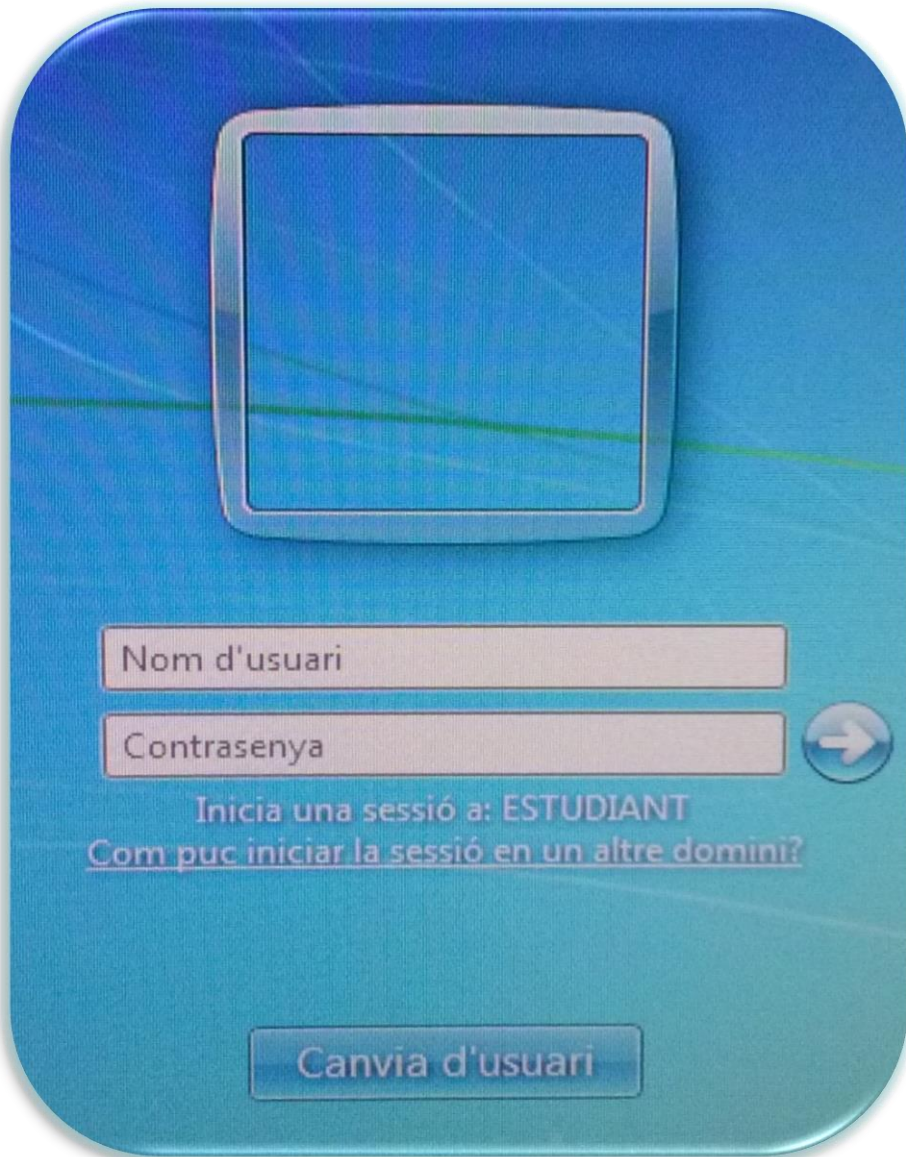 Nom d'usuari
Contrasenya
Inicia una sessió a: ESTUDIANT
Com puc iniciar la sessió en un altre domini?
Canvia d'usuari